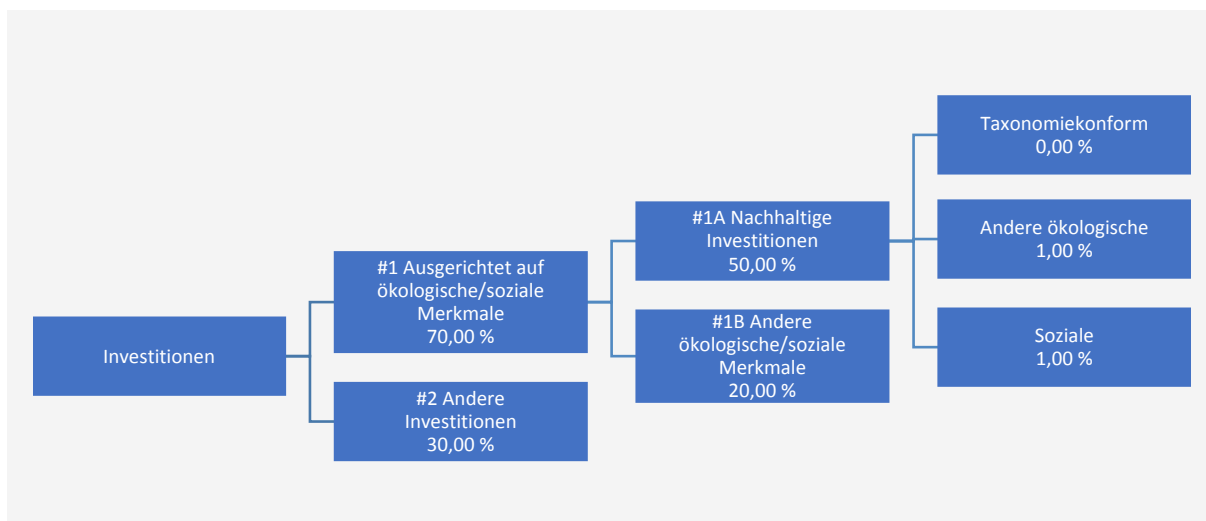 Investitionen
#1 Ausgerichtet auf
ökologische/soziale
Merkmale
70,00 %
#2 Andere
Investitionen
30,00 %
#1A Nachhaltige
Investitionen
50,00 %
#1B Andere
ökologische/soziale
Merkmale
20,00 %
Taxonomiekonform
0,00 %
Andere ökologische
1,00 %
Soziale
1,00 %